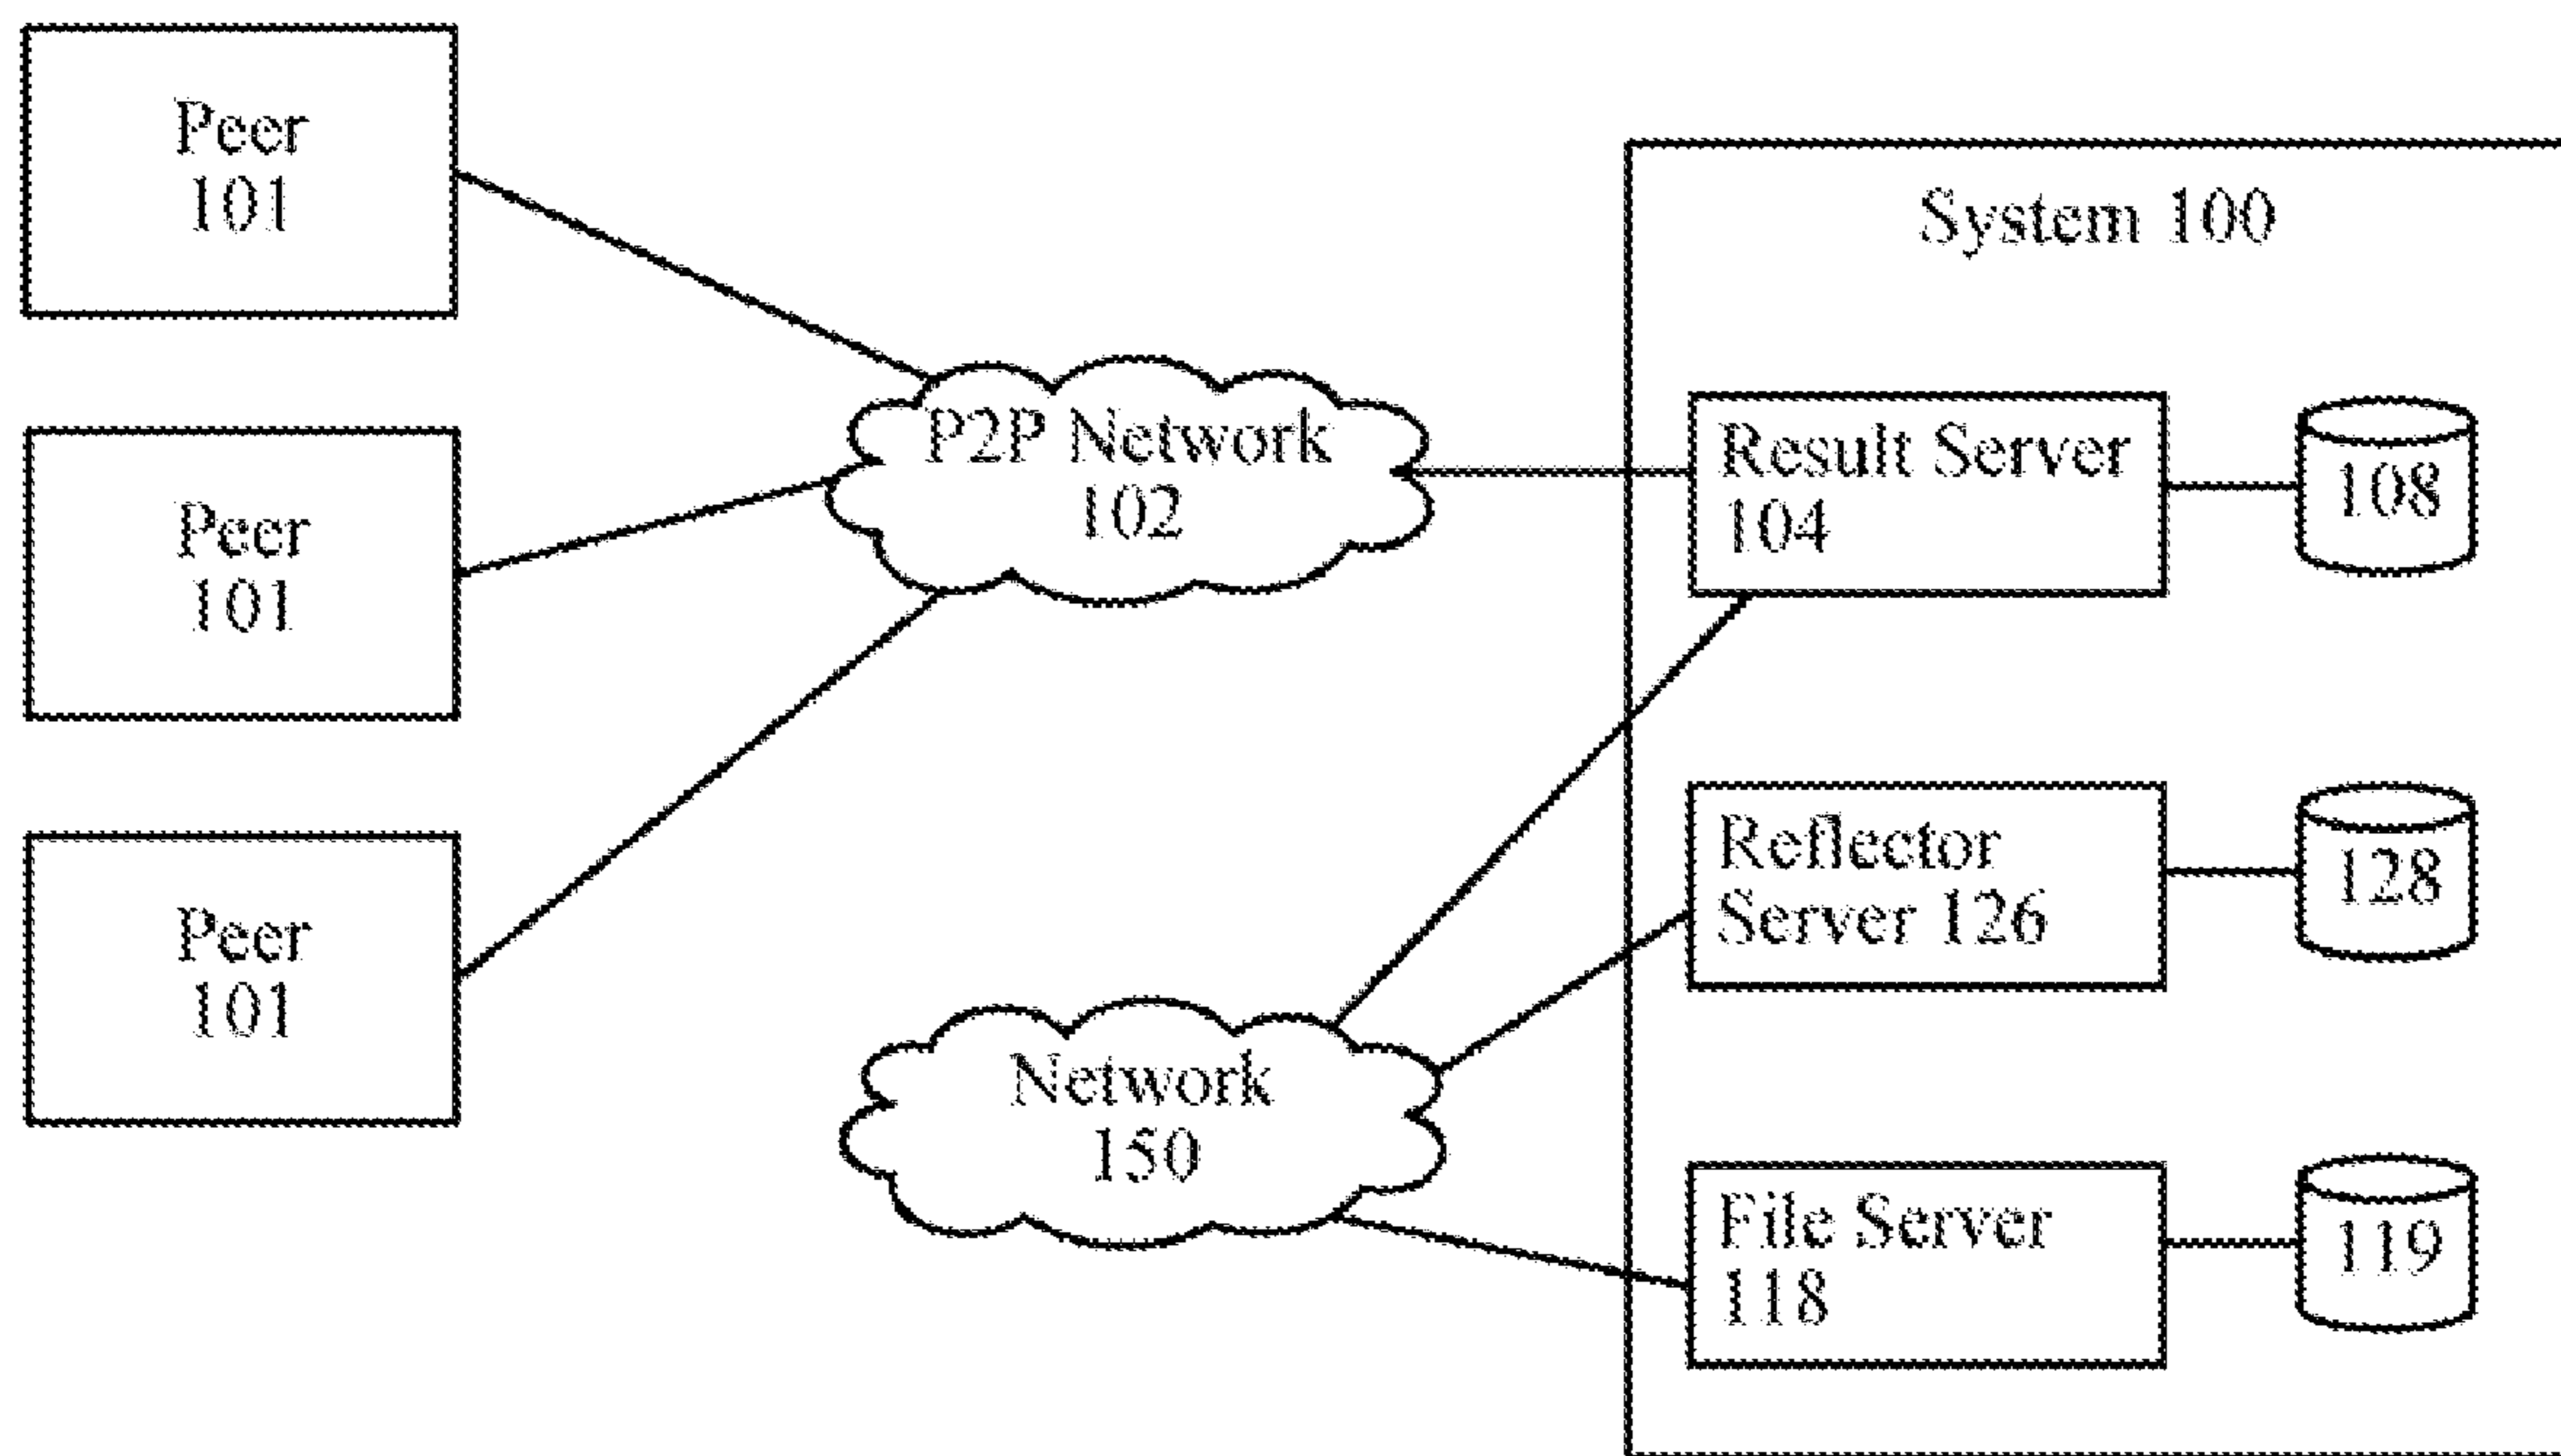 Peer
101
Peer
101
Peer
101
P2P Network
102
Network
150
System 100
Result Server
104
108
Reflector
Server 126
128
File Server
118
119